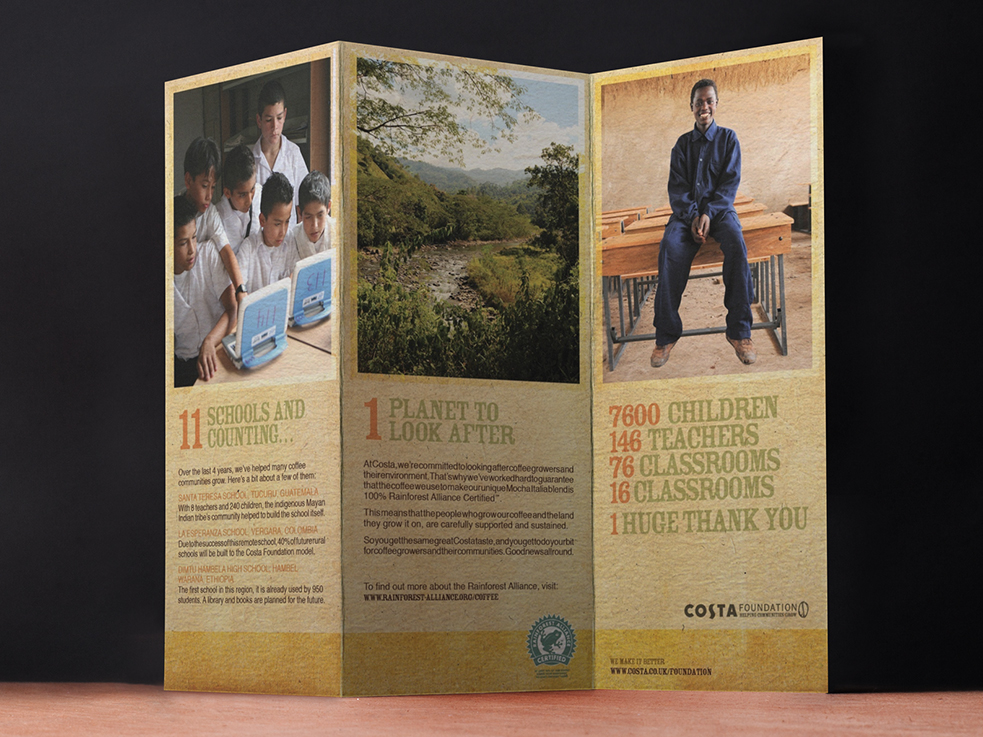 11 SCHOOLS AND
COUNTING...
Over the last 4 years, we've helped many coffee
communities grow. Here's a bit about a few of them:
SANTA TERESA SCHOOL, TUCURU, GUATEMALA
With 8 teachers and 240 children, the indigenous Mayan
Indian tribe's community helped to build the school itself.
LA ESPERANZA SCHOOL, VERGARA, COLOMBIA
Due to the success of this remote school, 40% of future rural
schools will be built to the Costa Foundation model.
DIMTU HAMBELA HIGH SCHOOL, HAMBEL
WARANA, ETHIOPIA
The first school in this region, it is already used by 950
students. A library and books are planned for the future.
1 PLANET TO
LOOK AFTER
At Costa, we're committed to looking after coffee growers and
their environment. That's why we've worked hard to guarantee
that the coffee we use to make our unique Mocha Italia blend is
100% Rainforest Alliance Certified™.
This means that the people who grow our coffee and the land
they grow it on, are carefully supported and sustained.
So you get the same great Costa taste, and you get to do your bit
for coffee growers and their communities. Good news all round.
To find out more about the Rainforest Alliance, visit:
WWW.RAINFOREST-ALLIANCE.ORG/COFFEE
RAINFOREST ALLIANCE
CERTIFIED
7600 CHILDREN
146 TEACHERS
76 CLASSROOMS
16 CLASSROOMS
1 HUGE THANK YOU
COSTA FOUNDATION
HELPING COMMUNITIES GROW
WE MAKE IT BETTER
WWW.COSTA.CO.UK/FOUNDATION